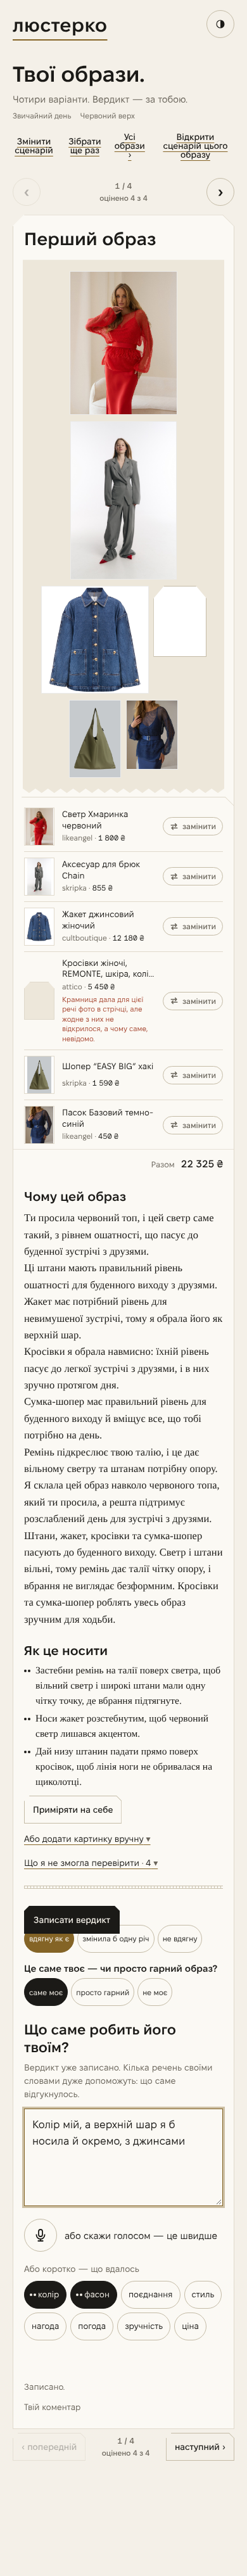 люстерко
Твої образи.
Чотири варіанти. Вердикт — за тобою.
Звичайний день Червоний верх
Змінити сценарій
Зібрати ще раз
Усі образи ›
Відкрити сценарій цього образу
‹
1 / 4
оцінено 4 з 4
›
Перший образ
Светр Хмаринка
червоний
likeangel · 1 800 ₴
замінити
Аксесуар для брюк
Chain
skripka · 855 ₴
замінити
Жакет джинсовий
жіночий
cultboutique · 12 180 ₴
замінити
Кросівки жіночі,
REMONTE, шкіра, колі…
attico · 5 450 ₴
Крамниця дала для цієї
речі фото в стрічці, але
жодне з них не
відкрилося, а чому саме,
невідомо.
замінити
Шопер "EASY BIG" хакі
skripka · 1 590 ₴
замінити
Пасок Базовий темно-
синій
likeangel · 450 ₴
замінити
Разом 22 325 ₴
Чому цей образ
Ти просила червоний топ, і цей светр саме
такий, з рівнем ошатності, що пасує до
буденної зустрічі з друзями.
Ці штани мають правильний рівень
ошатності для буденного виходу з друзями.
Жакет має потрібний рівень для
невимушеної зустрічі, тому я обрала його як
верхній шар.
Кросівки я обрала навмисно: їхній рівень
пасує до легкої зустрічі з друзями, і в них
зручно протягом дня.
Сумка-шопер має правильний рівень для
буденного виходу й вміщує все, що тобі
потрібно на день.
Ремінь підкреслює твою талію, і це дає
вільному светру та штанам потрібну опору.
Я склала цей образ навколо червоного топа,
який ти просила, а решта підтримує
розслаблений день для зустрічі з друзями.
Штани, жакет, кросівки та сумка-шопер
пасують до буденного виходу. Светр і штани
вільні, тому ремінь дає талії чітку опору, і
вбрання не виглядає безформним. Кросівки
та сумка-шопер роблять увесь образ
зручним для ходьби.
Як це носити
Застебни ремінь на талії поверх светра, щоб
вільний светр і широкі штани мали одну
чітку точку, де вбрання підтягнуте.
Носи жакет розстебнутим, щоб червоний
светр лишався акцентом.
Дай низу штанин падати прямо поверх
кросівок, щоб лінія ноги не обривалася на
щиколотці.
Приміряти на себе
Або додати картинку вручну ▾
Що я не змогла перевірити · 4 ▾
Записати вердикт
вдягну як є
змінила б одну річ
не вдягну
Це саме твоє — чи просто гарний образ?
саме моє
просто гарний
не моє
Що саме робить його
твоїм?
Вердикт уже записано. Кілька речень своїми
словами дуже допоможуть: що саме
відгукнулось.
Колір мій, а верхній шар я б
носила й окремо, з джинсами
або скажи голосом — це швидше
Або коротко — що вдалось
колір
фасон
поєднання
стиль
нагода
погода
зручність
ціна
Записано.
Твій коментар
‹ попередній
1 / 4
оцінено 4 з 4
наступний ›